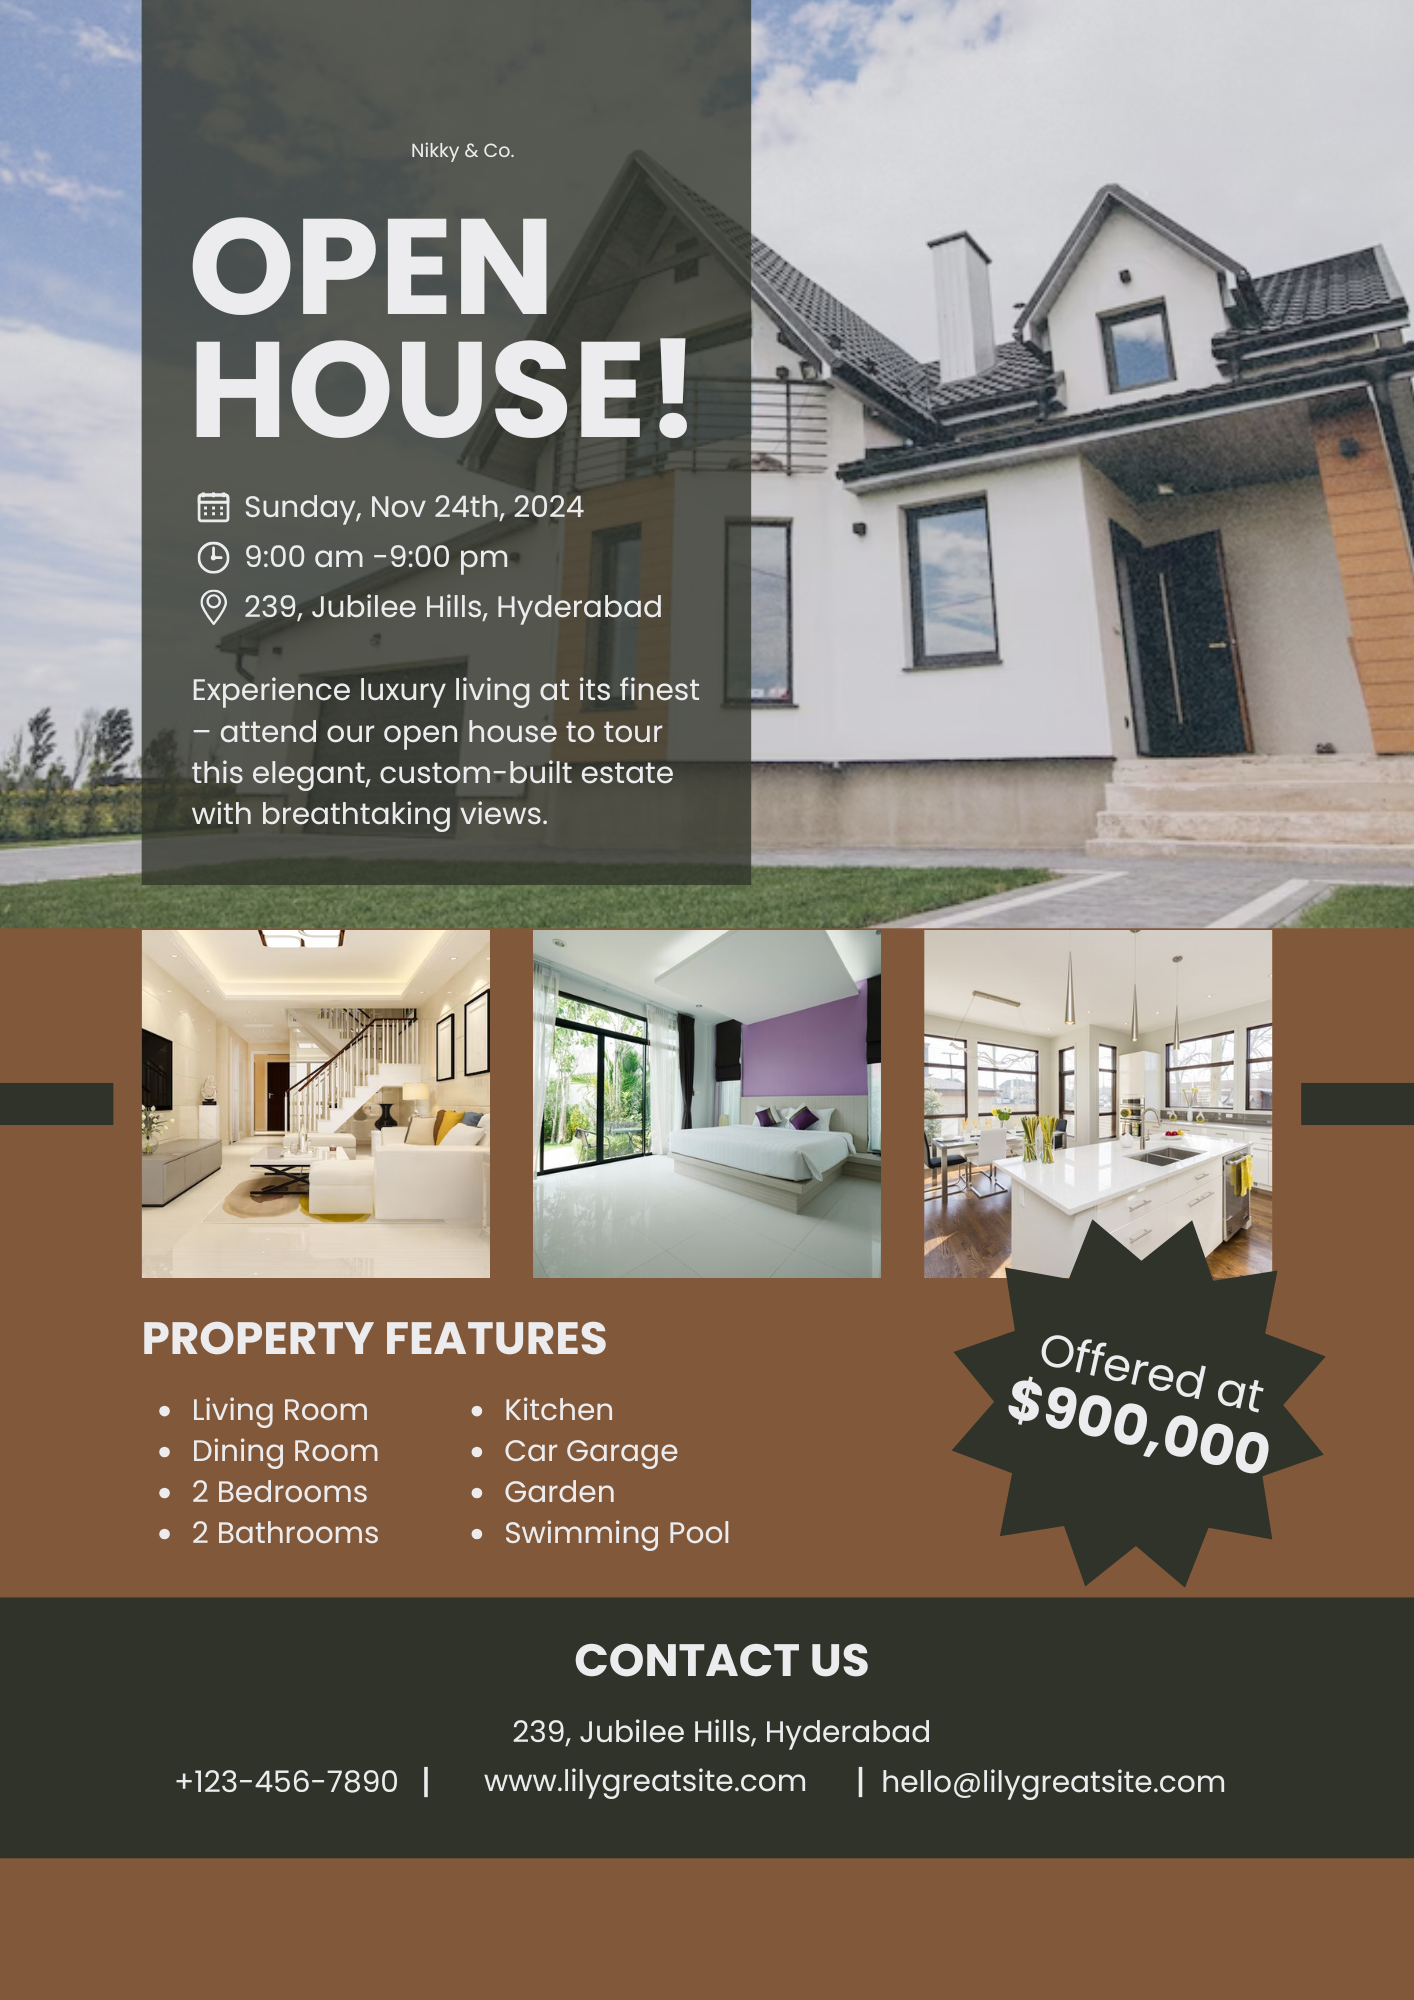 Nikky & Co.
OPEN
HOUSE!
Sunday, Nov 24th, 2024
9:00 am -9:00 pm
239, Jubilee Hills, Hyderabad
Experience luxury living at its finest
– attend our open house to tour
this elegant, custom-built estate
with breathtaking views.
PROPERTY FEATURES
• Living Room
• Dining Room
• 2 Bedrooms
• 2 Bathrooms
• Kitchen
• Car Garage
• Garden
• Swimming Pool
Offered at
$900,000
CONTACT US
239, Jubilee Hills, Hyderabad
+123-456-7890 | www.lilygreatsite.com | hello@lilygreatsite.com